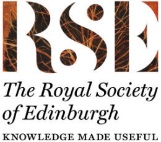 RSE
The Royal Society
of Edinburgh
KNOWLEDGE MADE USEFUL